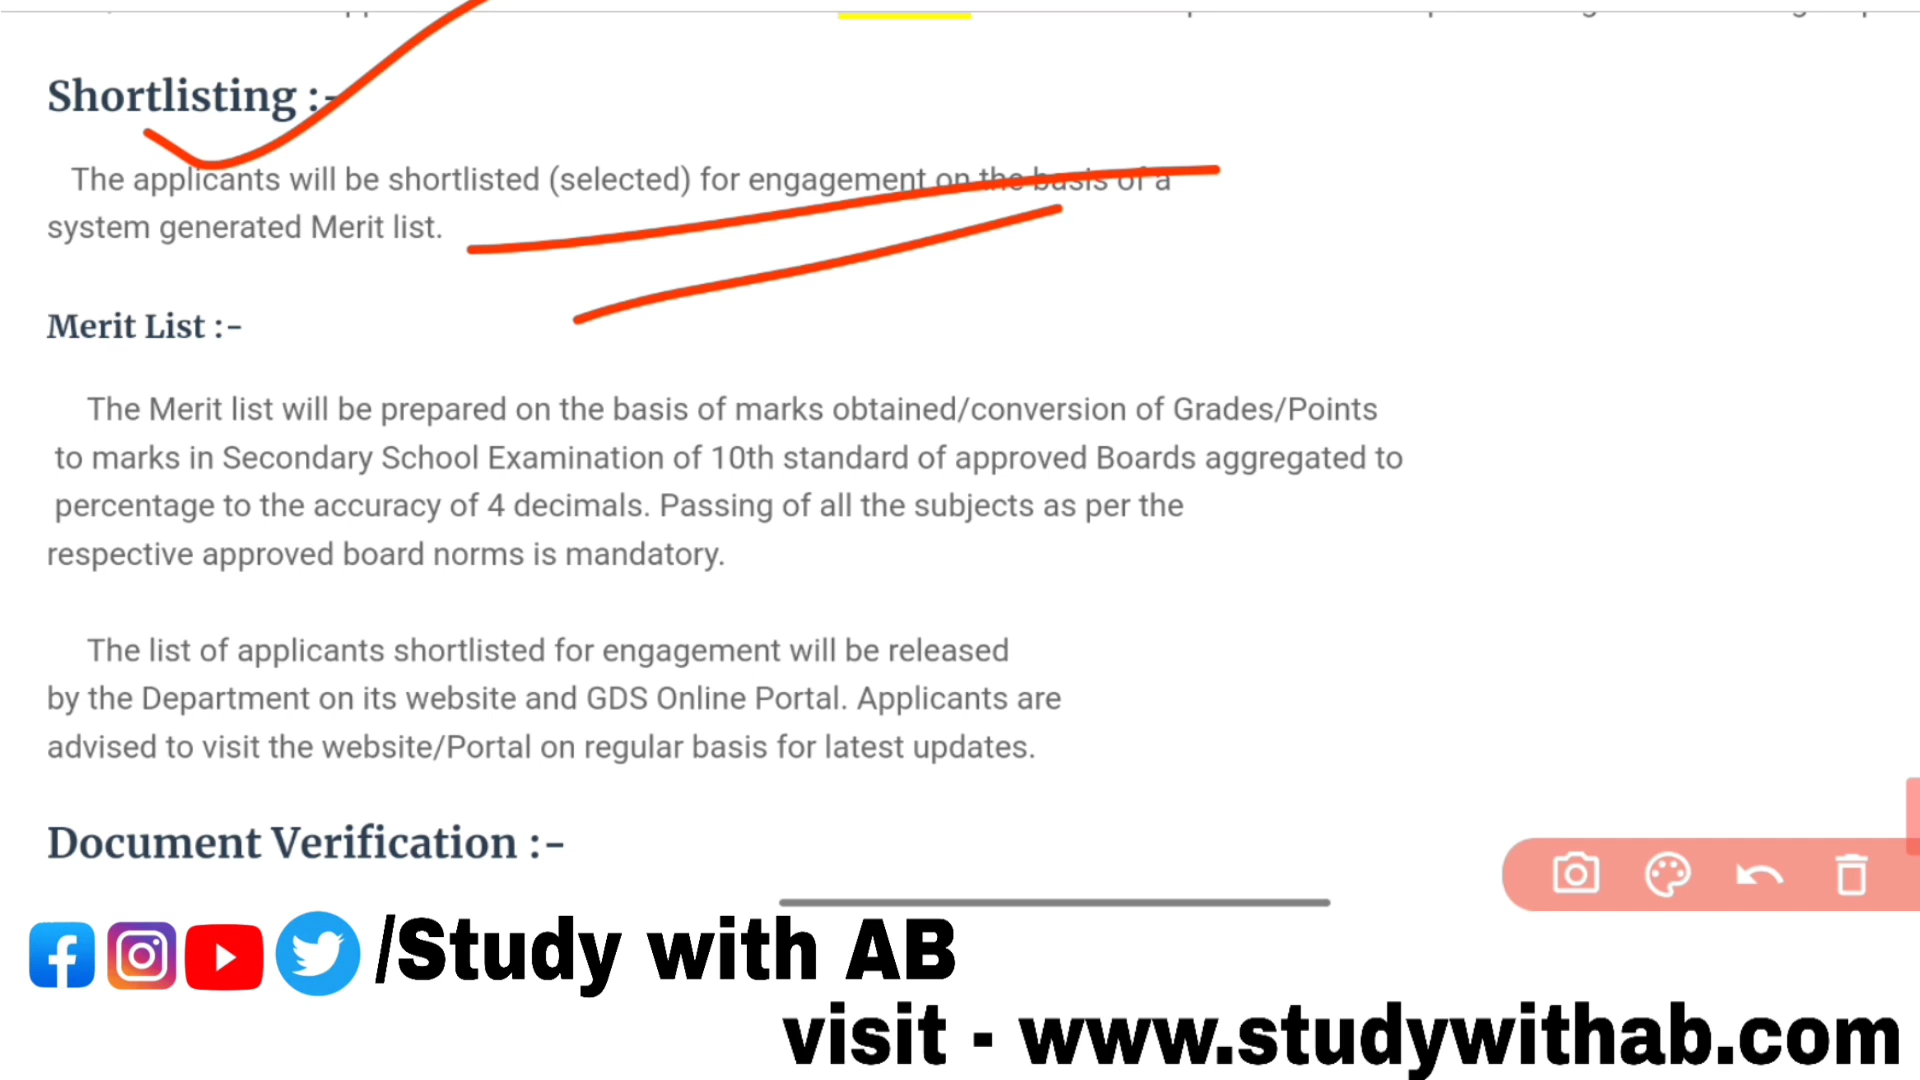 Shortlisting :-
The applicants will be shortlisted (selected) for engagement on the basis of a
system generated Merit list.
Merit List :-
The Merit list will be prepared on the basis of marks obtained/conversion of Grades/Points
to marks in Secondary School Examination of 10th standard of approved Boards aggregated to
percentage to the accuracy of 4 decimals. Passing of all the subjects as per the
respective approved board norms is mandatory.
The list of applicants shortlisted for engagement will be released
by the Department on its website and GDS Online Portal. Applicants are
advised to visit the website/Portal on regular basis for latest updates.
Document Verification :-
/Study with AB
visit - www.studywithab.com